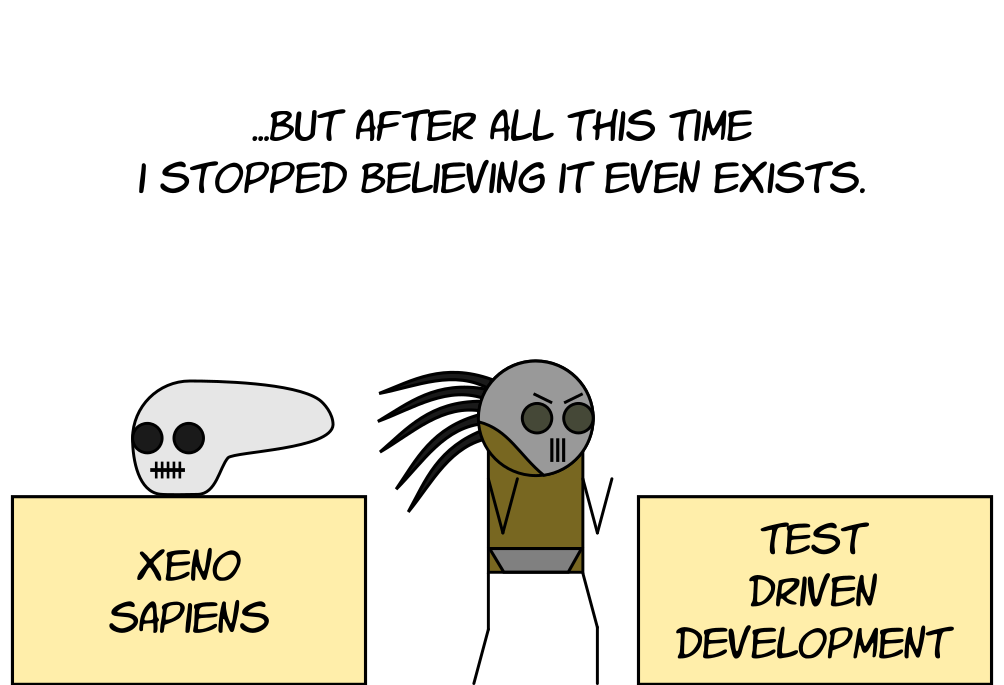 ...BUT AFTER ALL THIS TIME
I STOPPED BELIEVING IT EVEN EXISTS.
XENO
SAPIENS
TEST
DRIVEN
DEVELOPMENT